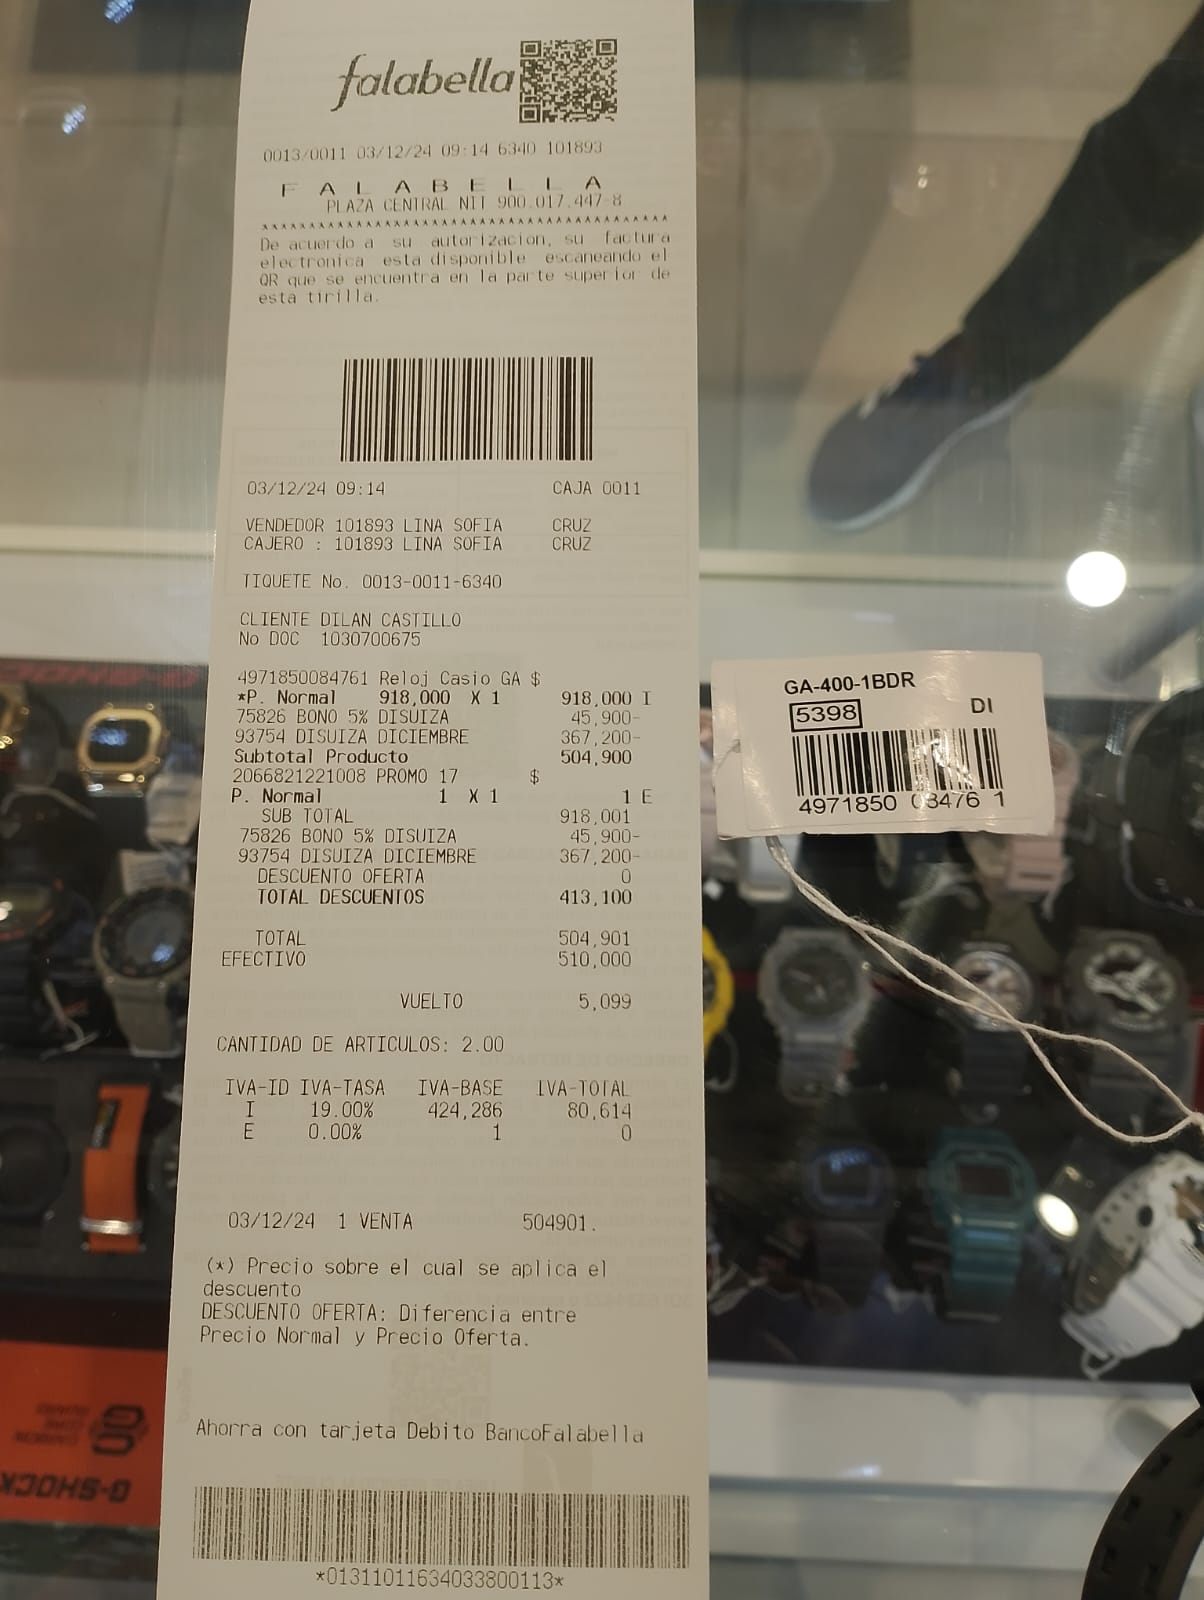 falabella
0013/0011 03/12/24 09:14 6340 101893
F A L A B E L L A
PLAZA CENTRAL NIT 900.017.447-8
De acuerdo a su autorizacion, su factura
electronica esta disponible escaneando el
QR que se encuentra en la parte superior de
esta tirilla.
03/12/24 09:14 CAJA 0011
VENDEDOR 101893 LINA SOFIA CRUZ
CAJERO : 101893 LINA SOFIA CRUZ
TIQUETE No. 0013-0011-6340
CLIENTE DILAN CASTILLO
No DOC 1030700675
4971850084761 Reloj Casio GA $
*P. Normal 918,000 X 1 918,000 I
75826 BONO 5% DISUIZA 45,900-
93754 DISUIZA DICIEMBRE 367,200-
Subtotal Producto 504,900
2066821221008 PROMO 17 $
P. Normal 1 X 1 1 E
SUB TOTAL 918,001
75826 BONO 5% DISUIZA 45,900-
93754 DISUIZA DICIEMBRE 367,200-
DESCUENTO OFERTA 0
TOTAL DESCUENTOS 413,100
TOTAL 504,901
EFECTIVO 510,000
VUELTO 5,099
CANTIDAD DE ARTICULOS: 2.00
IVA-ID IVA-TASA IVA-BASE IVA-TOTAL
I 19.00% 424,286 80,614
E 0.00% 1 0
03/12/24 1 VENTA 504901.
(*) Precio sobre el cual se aplica el
descuento
DESCUENTO OFERTA: Diferencia entre
Precio Normal y Precio Oferta.
Ahorra con tarjeta Debito BancoFalabella
*01311011634033800113*
GA-400-1BDR
5398 DI
4971850 08476 1
G-SHOCK